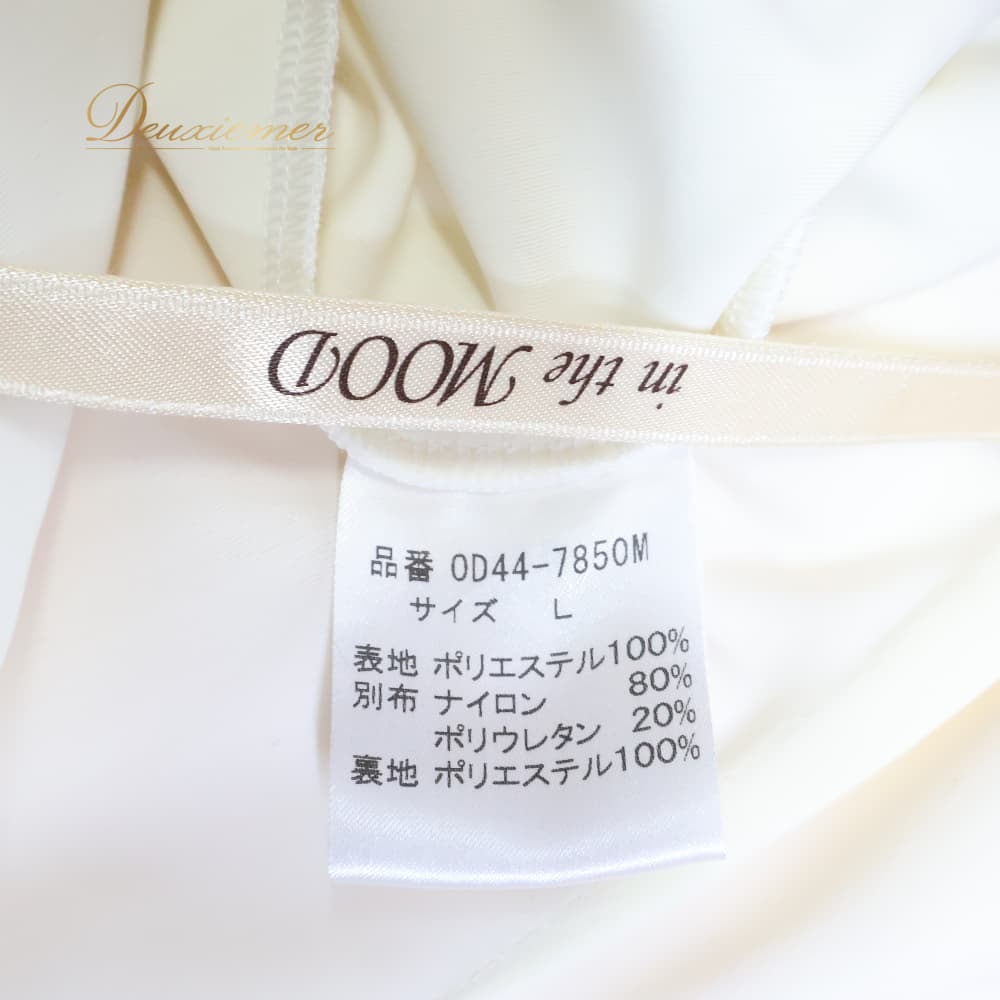 Deuxiemer
in the MOOD
品番 OD44-7850M
サイズ L
表地 ポリエステル100%
別布 ナイロン 80%
ポリウレタン 20%
裏地 ポリエステル100%